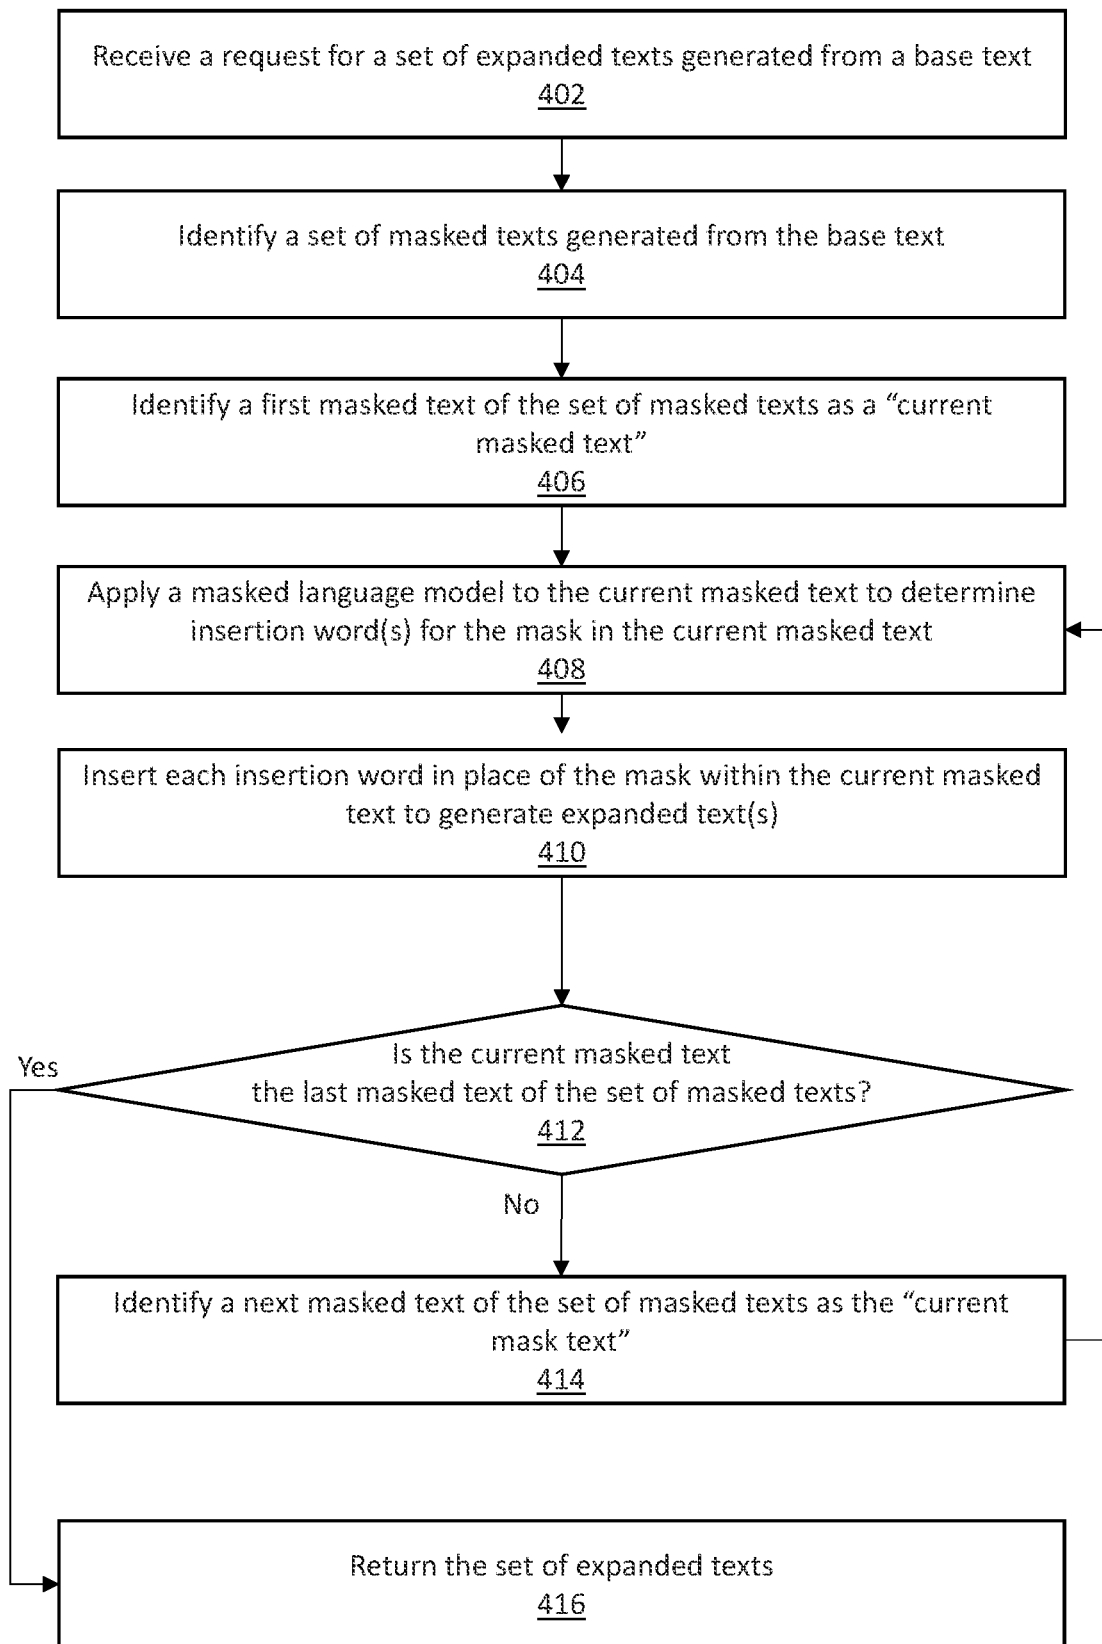 Receive a request for a set of expanded texts generated from a base text
402
Identify a set of masked texts generated from the base text
404
Identify a first masked text of the set of masked texts as a “current
masked text”
406
Apply a masked language model to the current masked text to determine
insertion word(s) for the mask in the current masked text
408
Insert each insertion word in place of the mask within the current masked
text to generate expanded text(s)
410
Is the current masked text
Yes
the last masked text of the set of masked texts?
412
No
Identify a next masked text of the set of masked texts as the “current
mask text”
414
Return the set of expanded texts
416